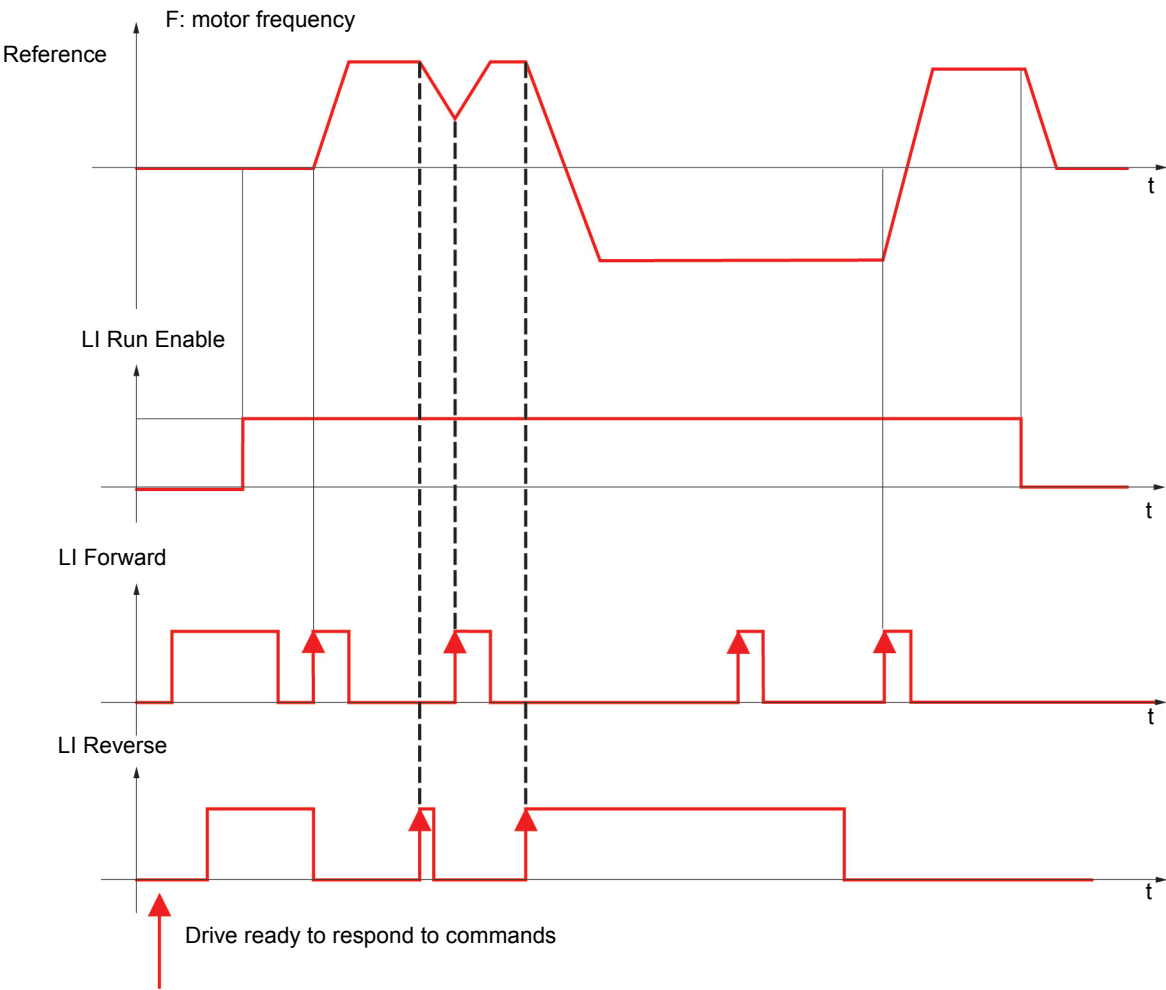 F: motor frequency
Reference
t
LI Run Enable
t
LI Forward
t
LI Reverse
t
Drive ready to respond to commands